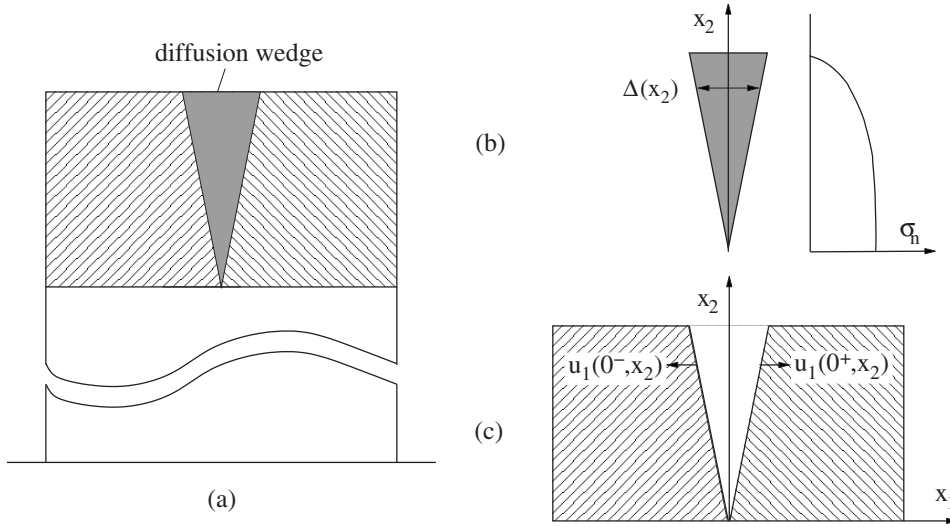 diffusion wedge
(a)
x₂
Δ(x₂)
(b)
σₙ
x₂
u₁(0⁻,x₂)
u₁(0⁺,x₂)
(c)
x